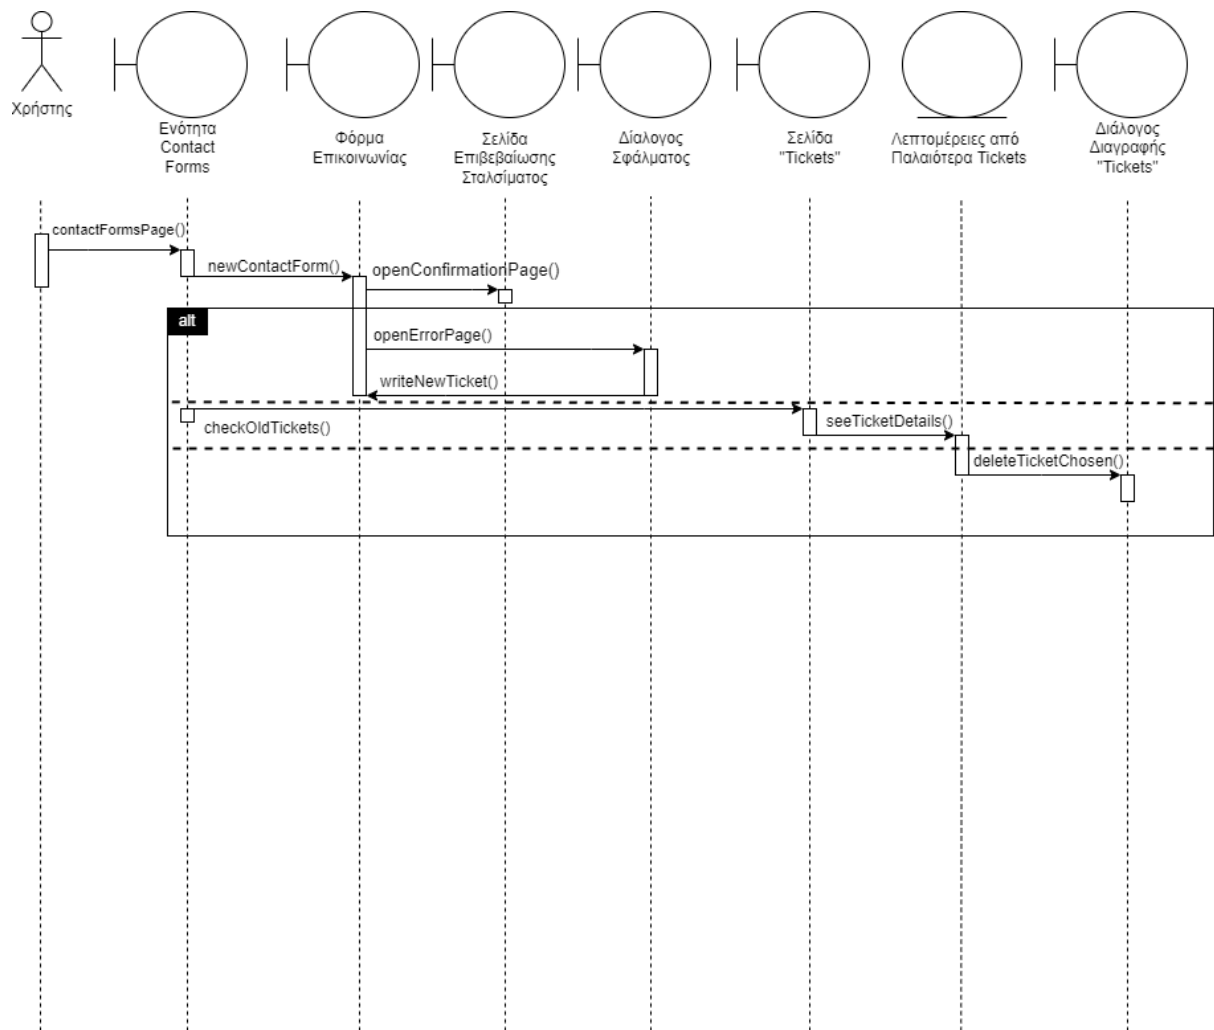 Χρήστης
Ενότητα
Contact
Forms
Φόρμα
Επικοινωνίας
Σελίδα
Επιβεβαίωσης
Σταλσίματος
Δίαλογος
Σφάλματος
Σελίδα
"Tickets"
Λεπτομέρειες από
Παλαιότερα Tickets
Διάλογος
Διαγραφής
"Tickets"
contactFormsPage()
newContactForm()
openConfirmationPage()
alt
openErrorPage()
writeNewTicket()
checkOldTickets()
seeTicketDetails()
deleteTicketChosen()